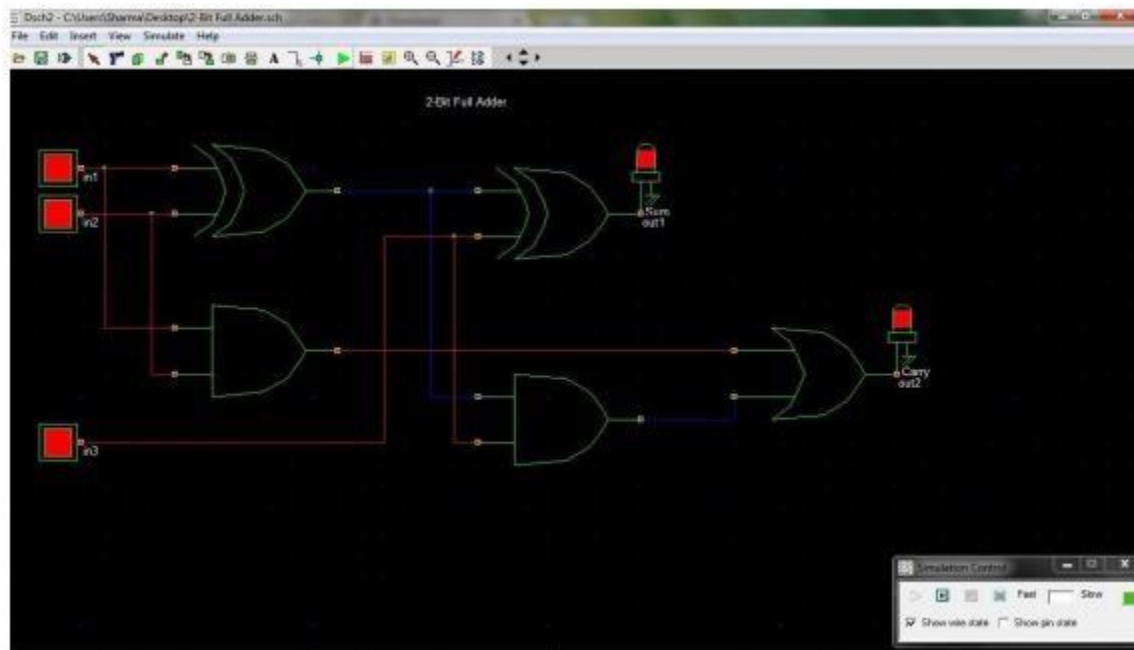 Dsch2 - C:\Users\Sharma\Desktop\2-Bit Full Adder.sch
File Edit Insert View Simulate Help
A
2-Bit Full Adder
in1
in2
Sum
out1
Carry
out2
in3
Simulation Control
Fast Slow
Show wire state Show pin state